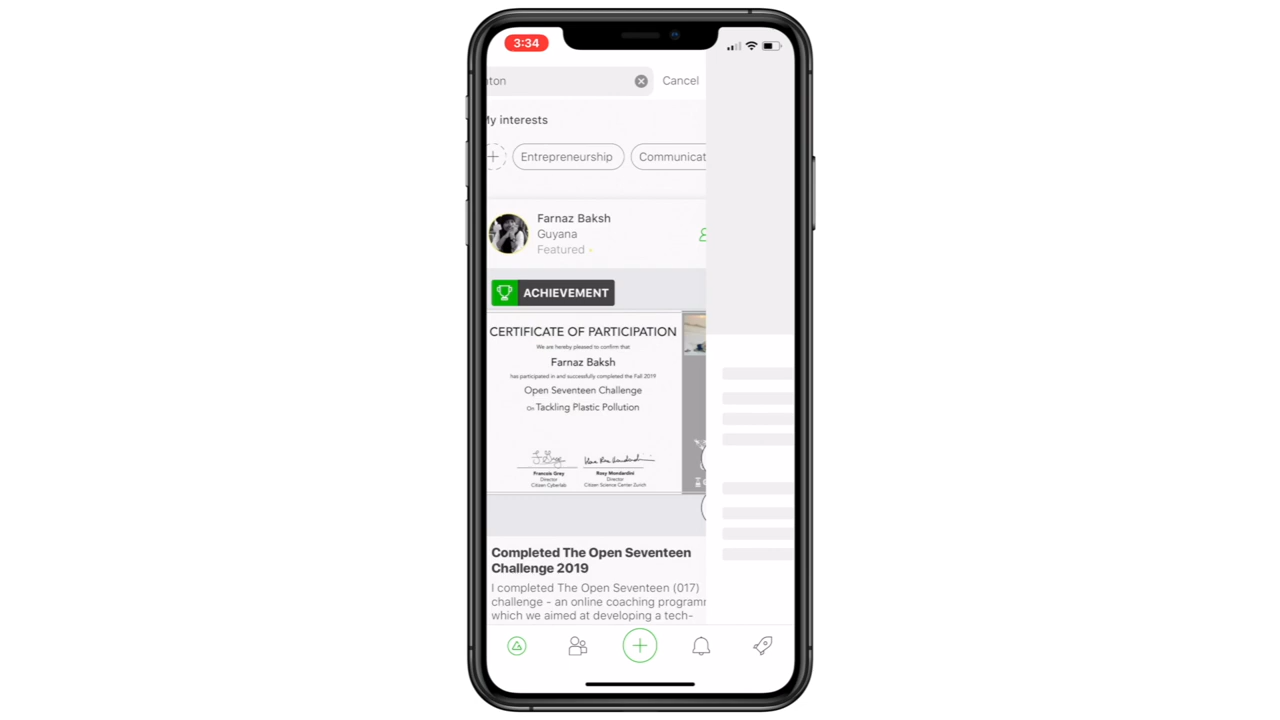 3:34
nton
Cancel
My interests
Entrepreneurship
Communicat
Farnaz Baksh
Guyana
Featured
ACHIEVEMENT
CERTIFICATE OF PARTICIPATION
We are hereby pleased to confirm that
Farnaz Baksh
has participated in and successfully completed the Fall 2019
Open Seventeen Challenge
On Tackling Plastic Pollution
Francois Grey
Director
Citizen Cyberlab
Rosy Mondardini
Director
Citizen Science Center Zurich
Completed The Open Seventeen
Challenge 2019
I completed The Open Seventeen (017)
challenge - an online coaching programm
which we aimed at developing a tech-